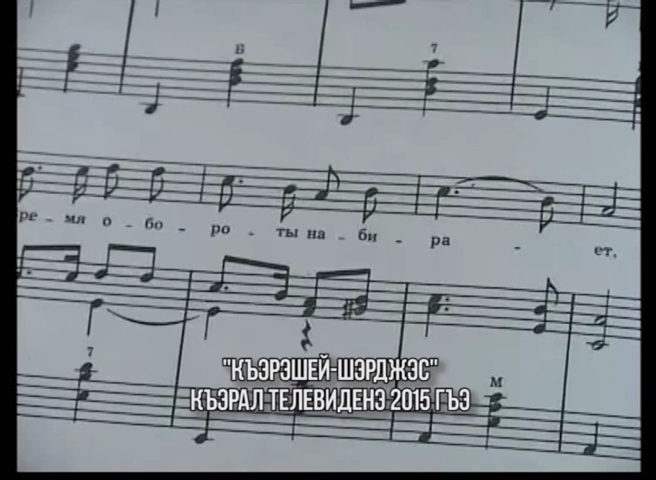 Б 7
ре - мя о - бо - ро - ты на - би - ра - ет,
7
"КЪЭРЭШЕЙ-ШЭРДЖЭС"
КЪЭРАЛ ТЕЛЕВИДЕНЭ 2015 ГЪЭ
М